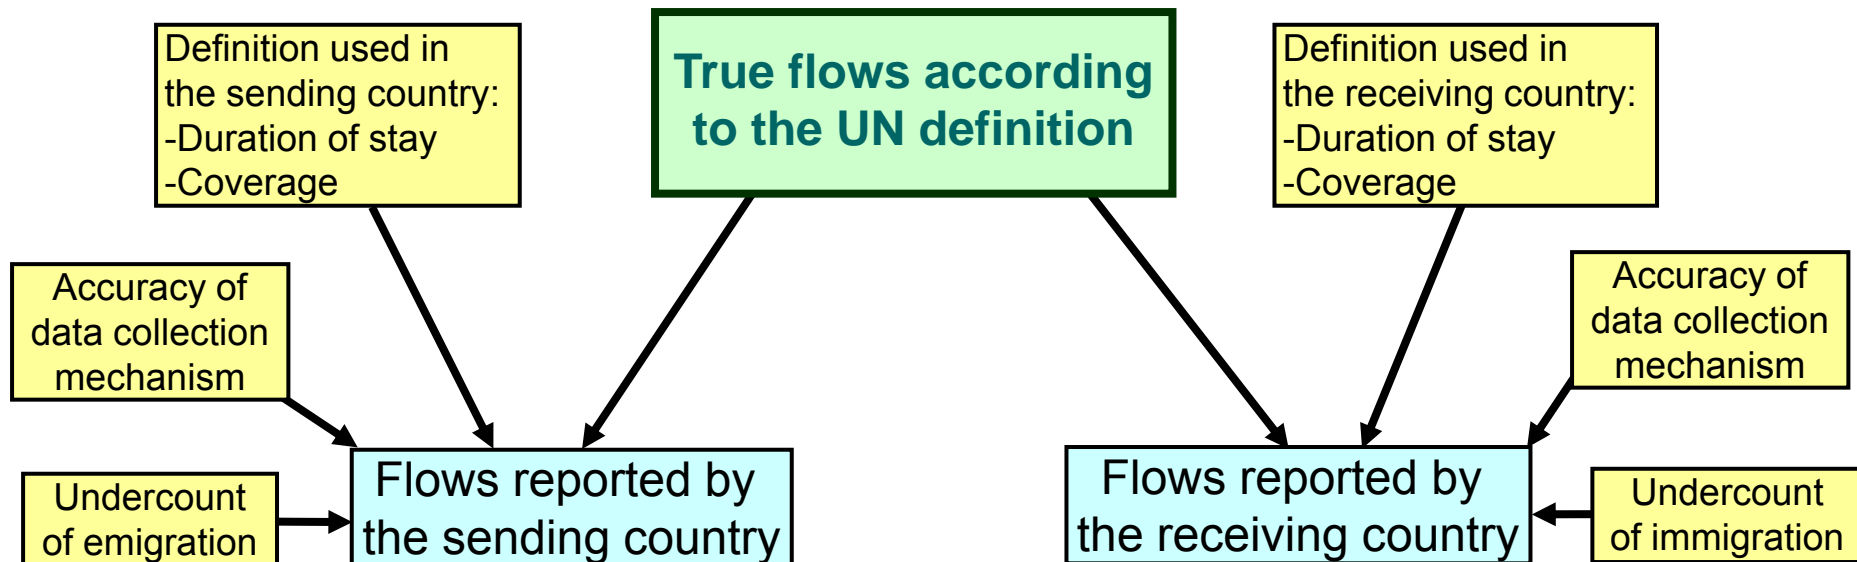 Definition used in
the sending country:
-Duration of stay
-Coverage
True flows according
to the UN definition
Definition used in
the receiving country:
-Duration of stay
-Coverage
Accuracy of
data collection
mechanism
Accuracy of
data collection
mechanism
Undercount
of emigration
Flows reported by
the sending country
Flows reported by
the receiving country
Undercount
of immigration